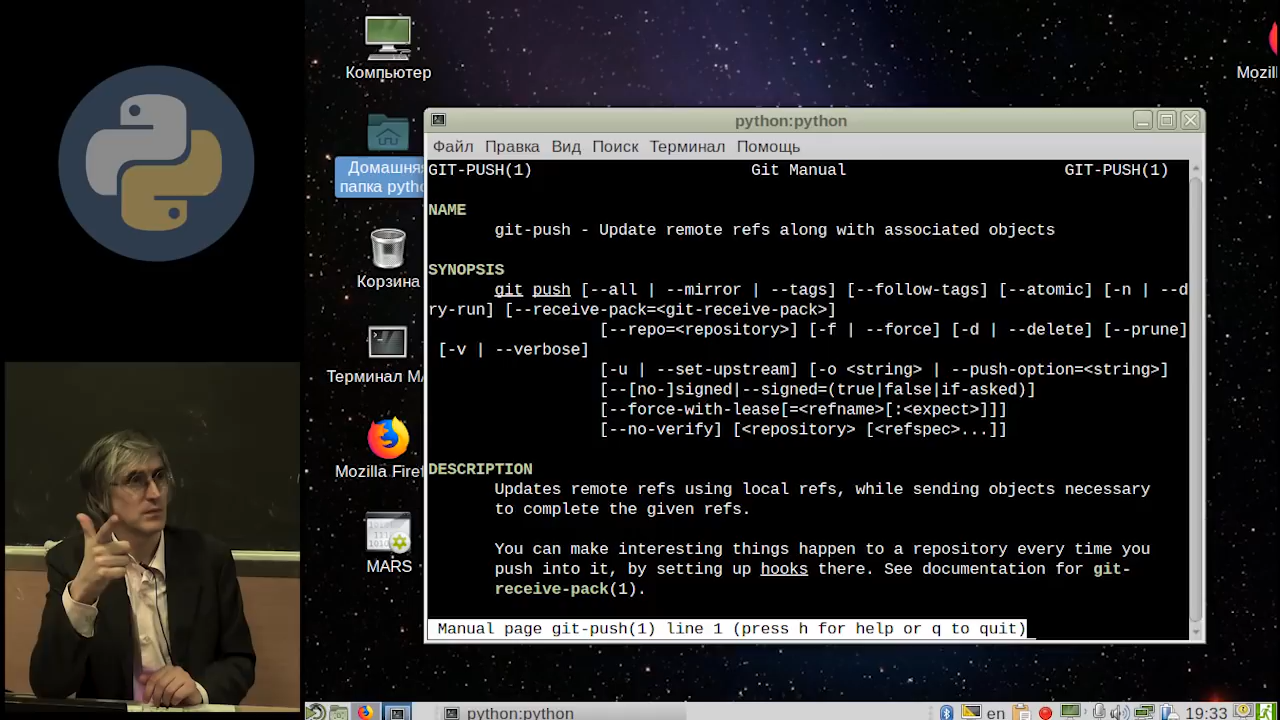 Компьютер
Mozil
Домашняя
папка pytho
Корзина
Терминал MA
Mozilla Firef
MARS
python:python
Файл Правка Вид Поиск Терминал Помощь
GIT-PUSH(1) Git Manual GIT-PUSH(1)
NAME
git-push - Update remote refs along with associated objects
SYNOPSIS
git push [--all | --mirror | --tags] [--follow-tags] [--atomic] [-n | --d
ry-run] [--receive-pack=<git-receive-pack>]
[--repo=<repository>] [-f | --force] [-d | --delete] [--prune]
[-v | --verbose]
[-u | --set-upstream] [-o <string> | --push-option=<string>]
[--[no-]signed|--signed=(true|false|if-asked)]
[--force-with-lease[=<refname>[:<expect>]]]
[--no-verify] [<repository> [<refspec>...]]
DESCRIPTION
Updates remote refs using local refs, while sending objects necessary
to complete the given refs.
You can make interesting things happen to a repository every time you
push into it, by setting up hooks there. See documentation for git-
receive-pack(1).
Manual page git-push(1) line 1 (press h for help or q to quit)
python:python
en 19:33